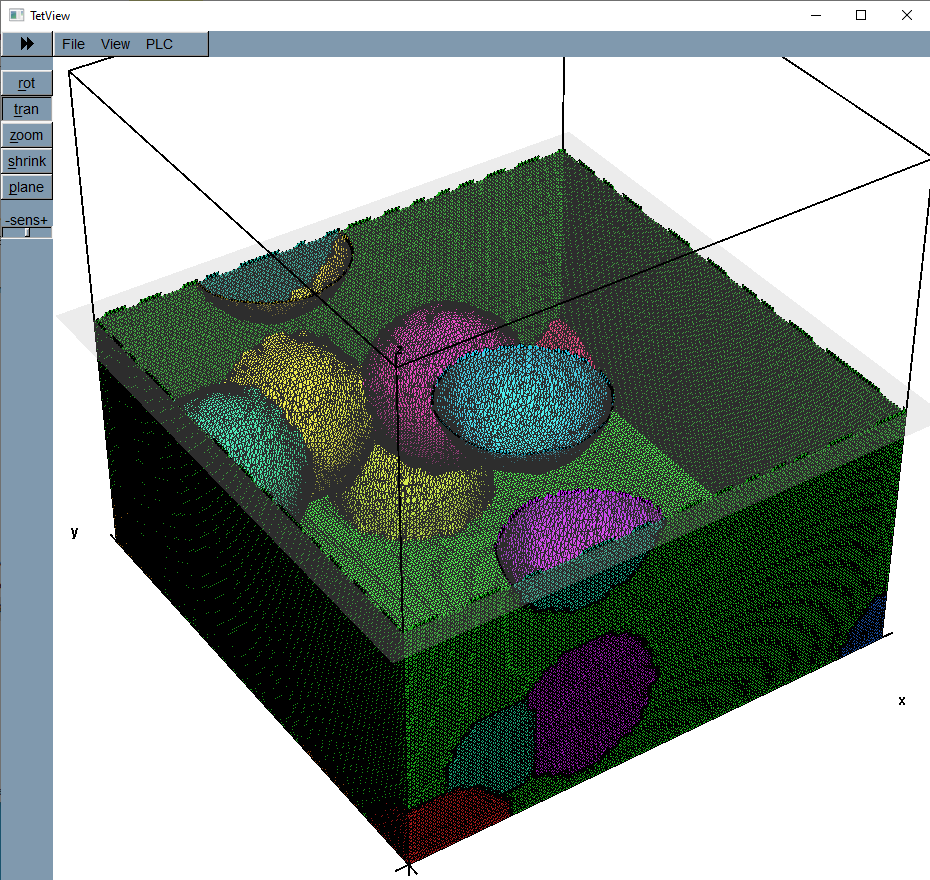 TetView
File View PLC
rot
tran
zoom
shrink
plane
-sens+
y
x